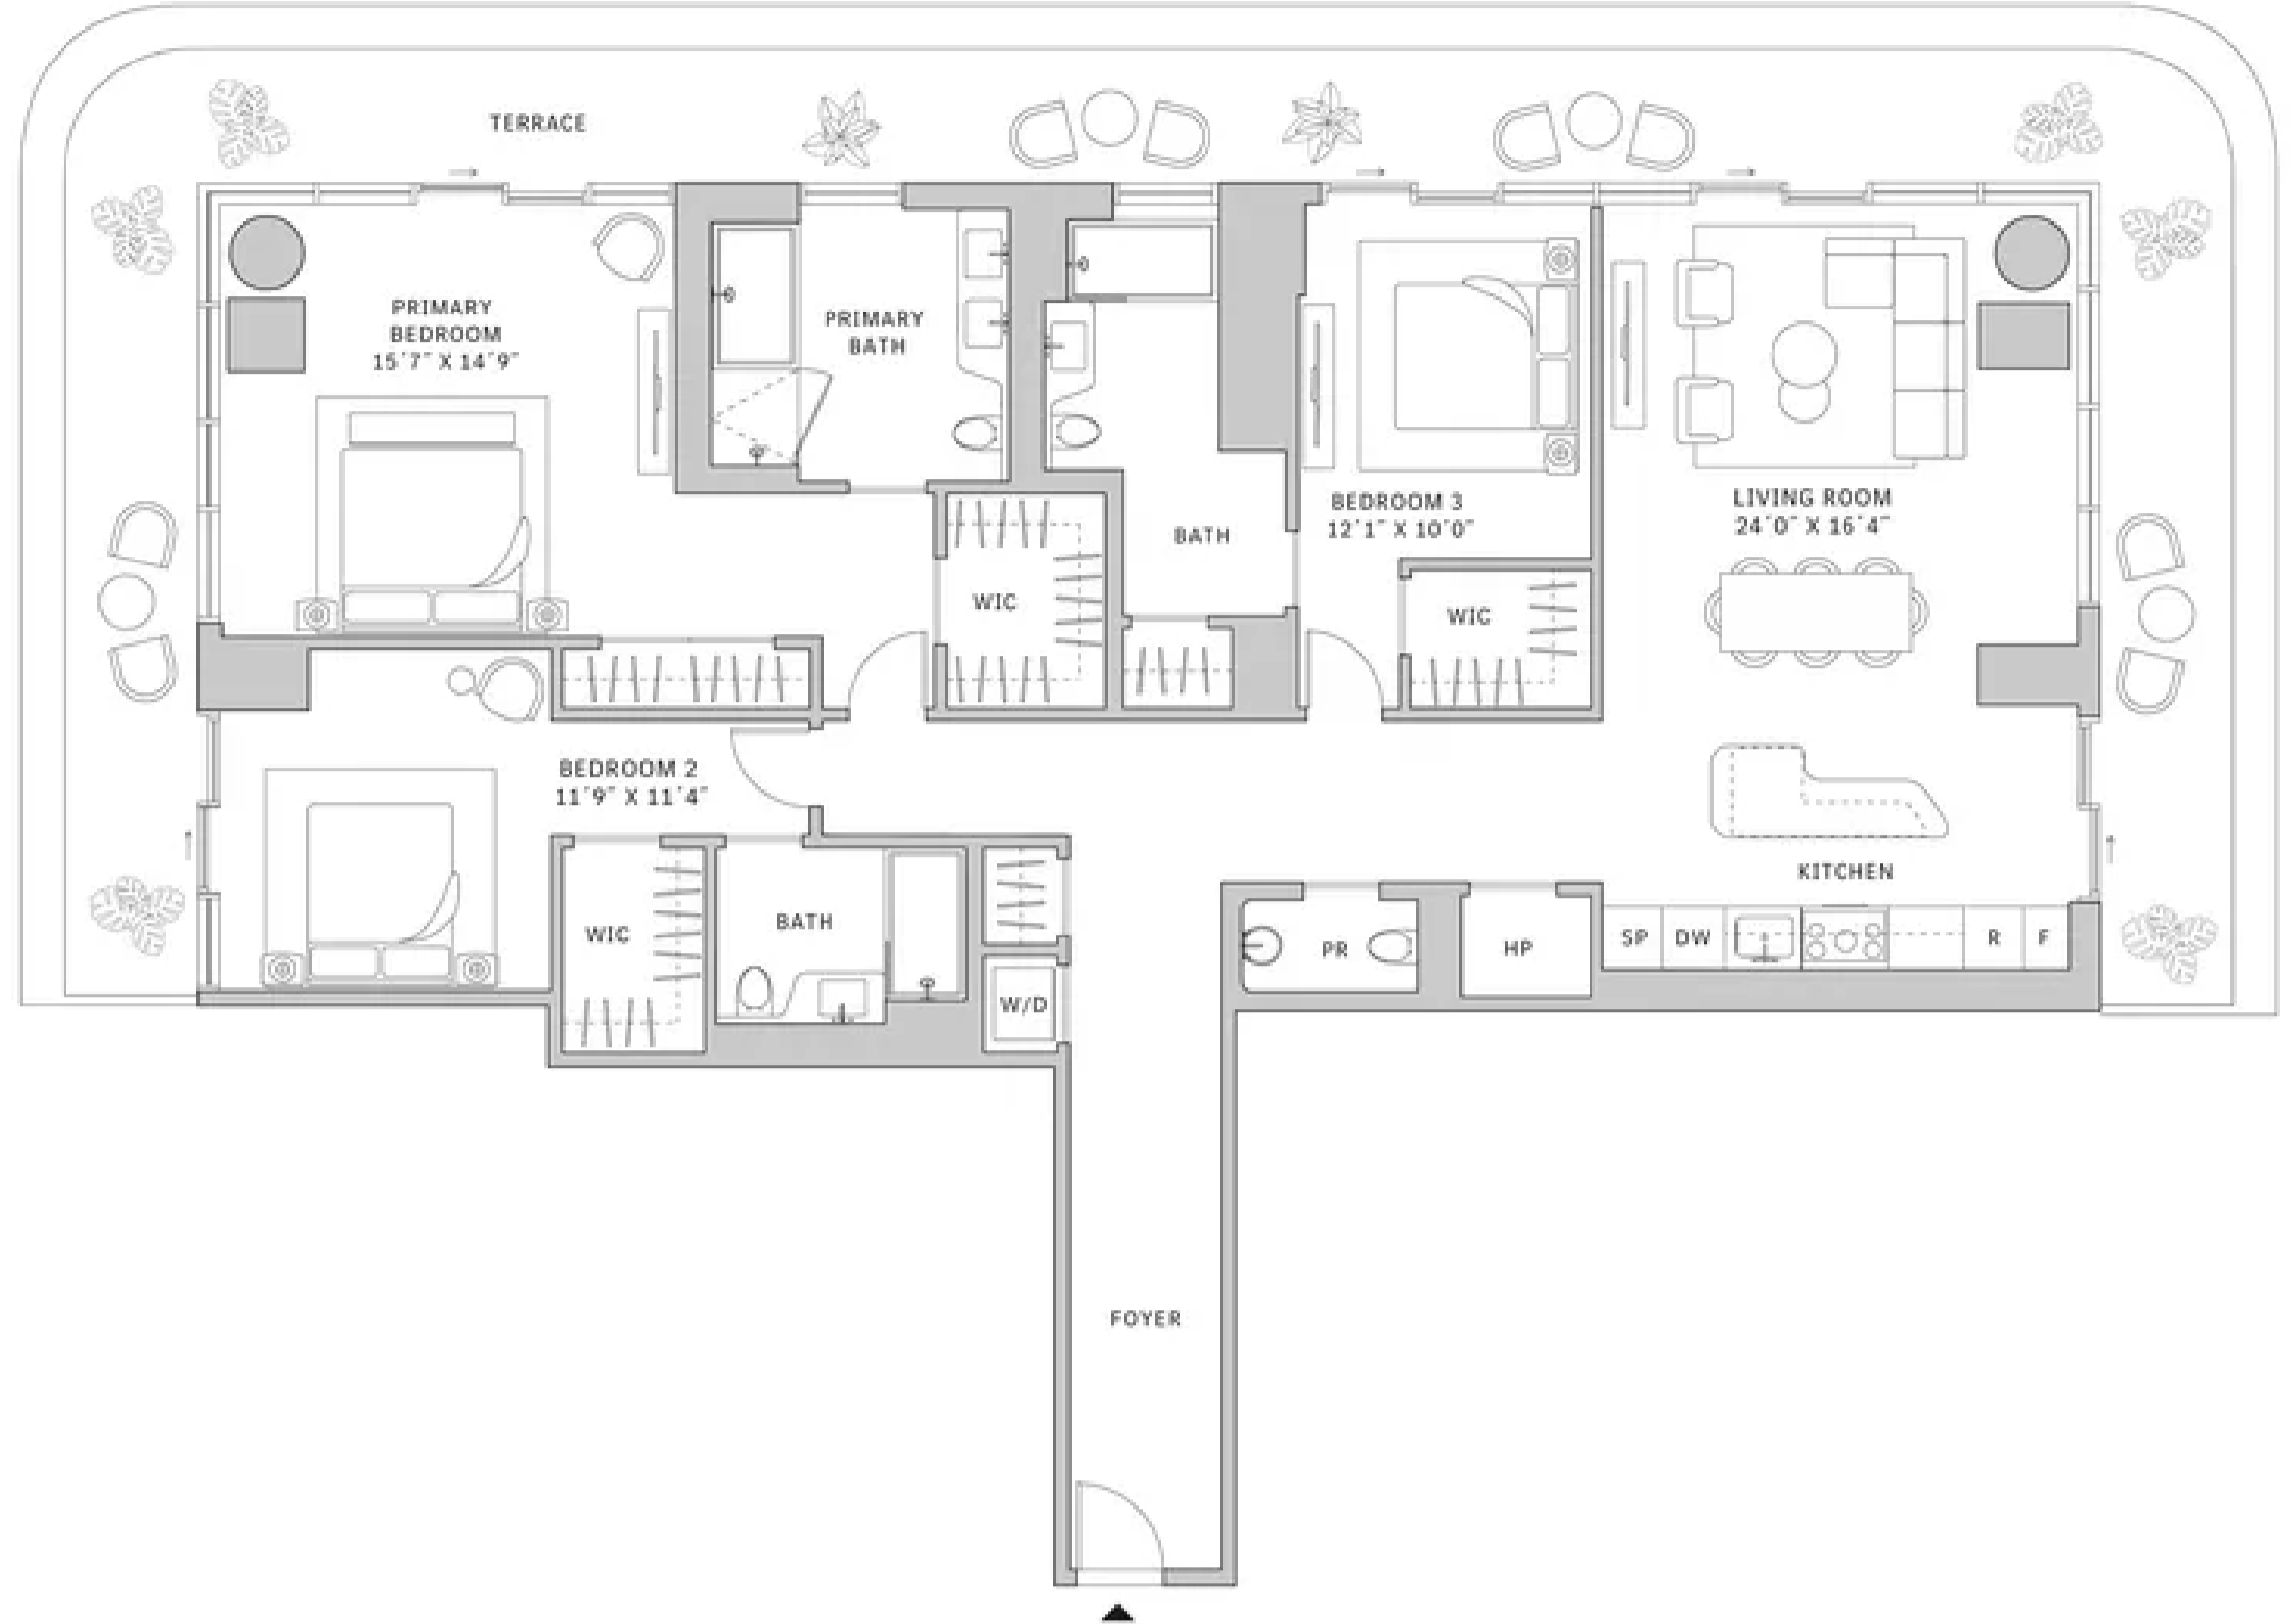 TERRACE
PRIMARY
BEDROOM
15´7˝ X 14´9˝
PRIMARY
BATH
BATH
WIC
BEDROOM 3
12´1˝ X 10´0˝
WIC
LIVING ROOM
24´0˝ X 16´4˝
BEDROOM 2
11´9˝ X 11´4˝
WIC
BATH
W/D
PR
HP
KITCHEN
SP
DW
R
F
FOYER